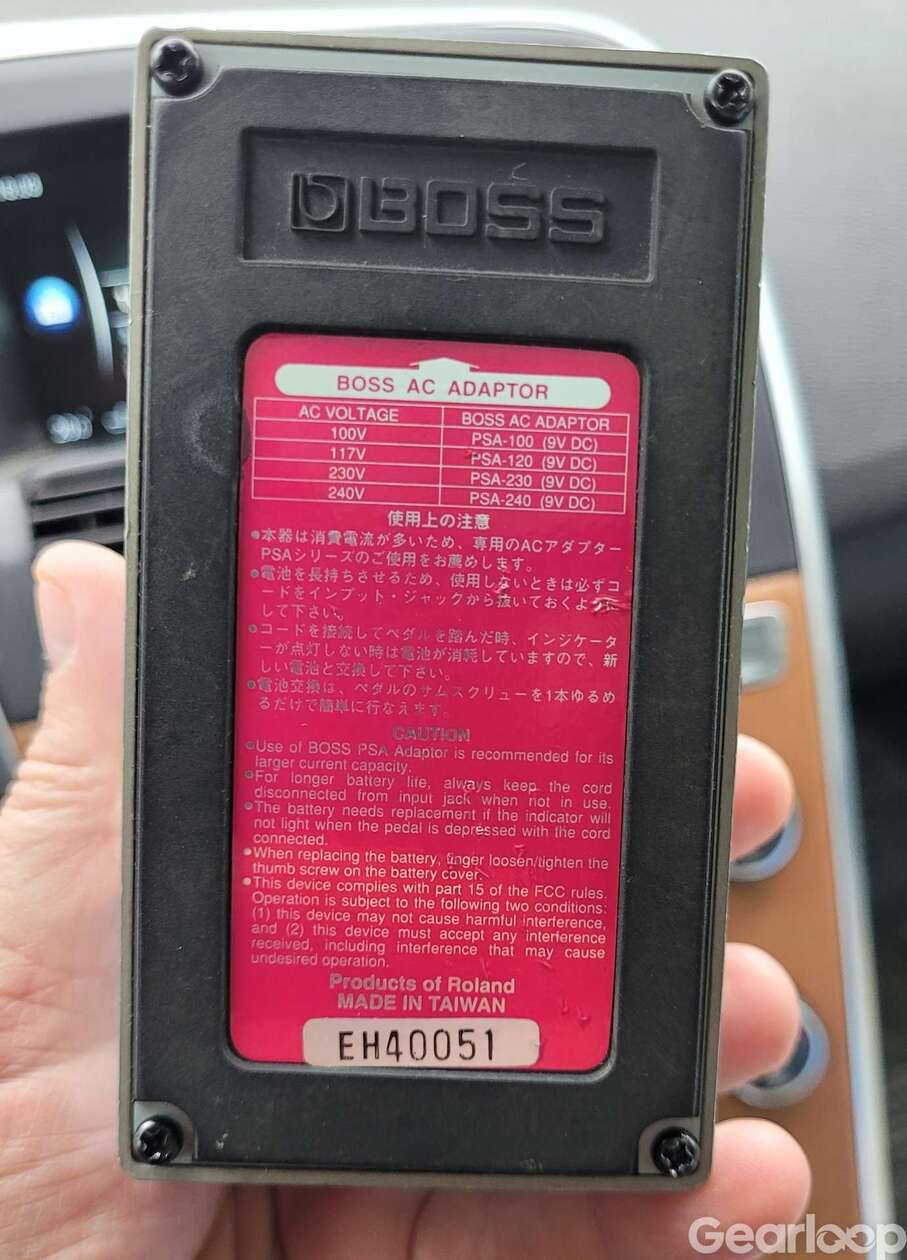 BOSS
BOSS AC ADAPTOR
AC VOLTAGE BOSS AC ADAPTOR
100V PSA-100 (9V DC)
117V PSA-120 (9V DC)
230V PSA-230 (9V DC)
240V PSA-240 (9V DC)
使用上の注意
●本器は消費電流が多いため、専用のACアダプター
PSAシリーズのご使用をお薦めします。
●電池を長持ちさせるため、使用しないときは必ずコ
ードをインプット・ジャックから抜いておくように
して下さい。
●コードを接続してペダルを踏んだ時、インジケータ
ーが点灯しない時は電池が消耗していますので、新
しい電池と交換して下さい。
●電池交換は、ペダルのサムスクリューを1本ゆるめ
るだけで簡単に行なえます。
CAUTION
●Use of BOSS PSA Adaptor is recommended for its
larger current capacity.
●For longer battery life, always keep the cord
disconnected from input jack when not in use.
●The battery needs replacement if the indicator will
not light when the pedal is depressed with the cord
connected.
●When replacing the battery, finger loosen/tighten the
thumb screw on the battery cover.
●This device complies with part 15 of the FCC rules.
Operation is subject to the following two conditions:
(1) this device may not cause harmful interference,
and (2) this device must accept any interference
received, including interference that may cause
undesired operation.
Products of Roland
MADE IN TAIWAN
EH40051
Gearloop